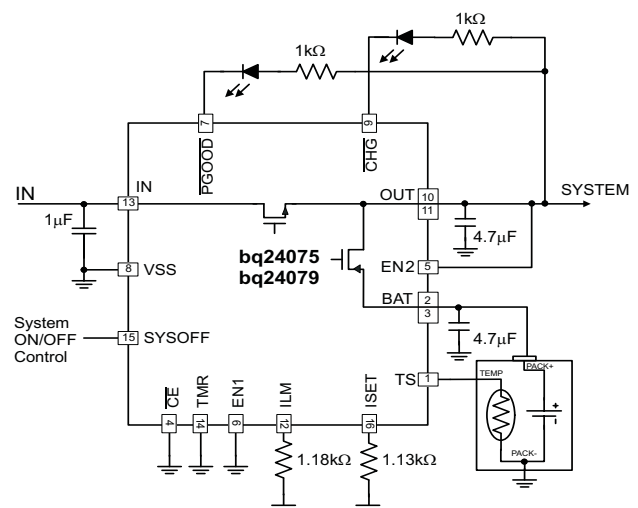 1kΩ
1kΩ
7
9
PGOOD
CHG
IN
IN
13
OUT
10
11
SYSTEM
1μF
4.7μF
bq24075
bq24079
EN2
5
8
VSS
BAT
2
3
System
ON/OFF
Control
15
SYSOFF
4.7μF
PACK+
TEMP
TS
1
+
-
CE
TMR
EN1
ILM
ISET
4
14
6
12
16
1.18kΩ
1.13kΩ
PACK-